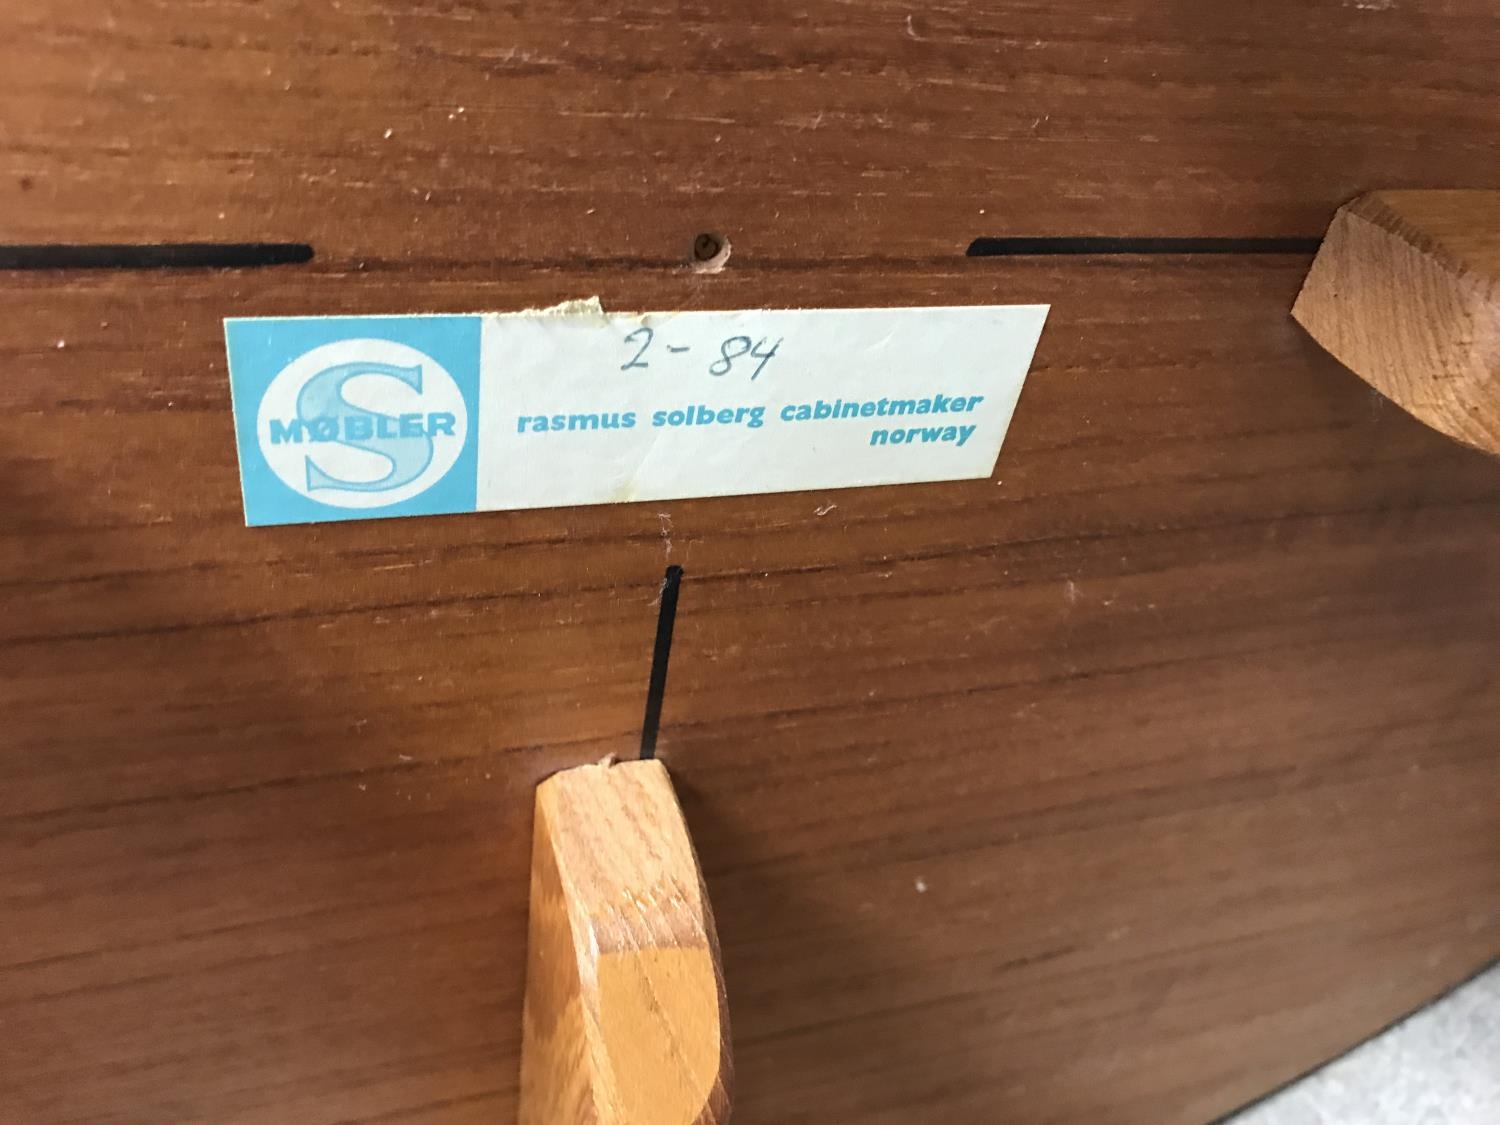 2 - 84
S
MØBLER
rasmus solberg cabinetmaker
norway